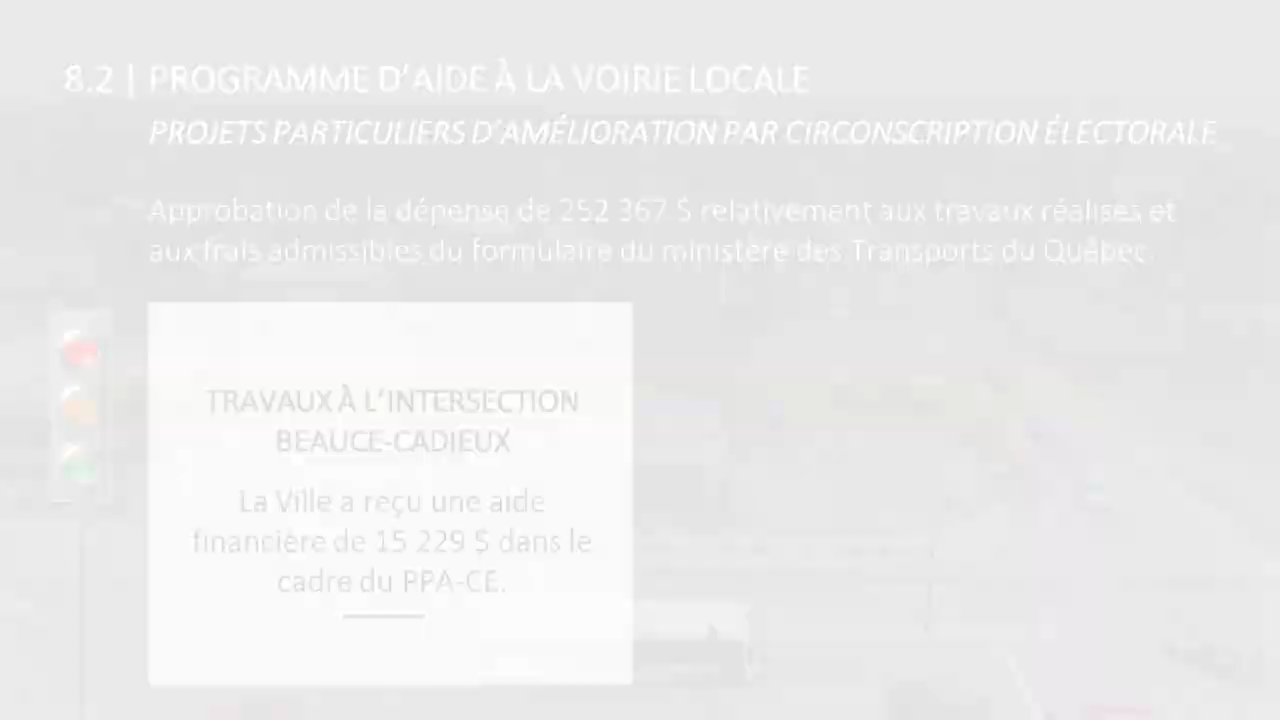 8.2 | PROGRAMME D'AIDE À LA VOIRIE LOCALE
PROJETS PARTICULIERS D'AMÉLIORATION PAR CIRCONSCRIPTION ÉLECTORALE
Approbation de la dépense de 252 367 $ relativement aux travaux réalisés et
aux frais admissibles du formulaire du ministère des Transports du Québec.
TRAVAUX À L'INTERSECTION
BEAUCE-CADIEUX
La Ville a reçu une aide
financière de 15 229 $ dans le
cadre du PPA-CE.